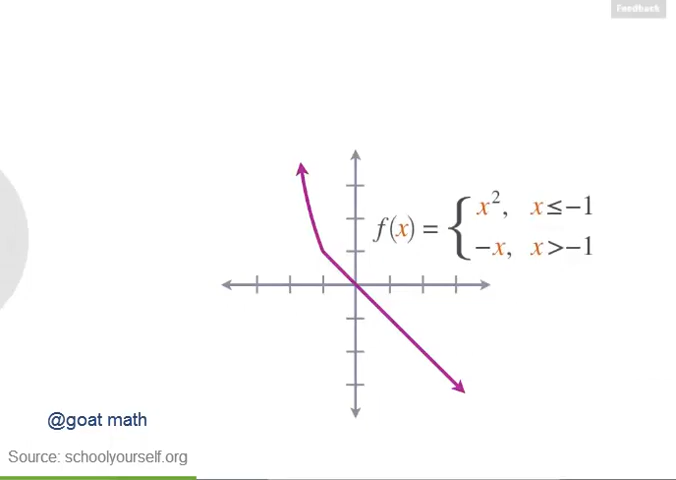 Feedback
f(x) = { x², x≤−1
−x, x>−1
@goat math
Source: schoolyourself.org